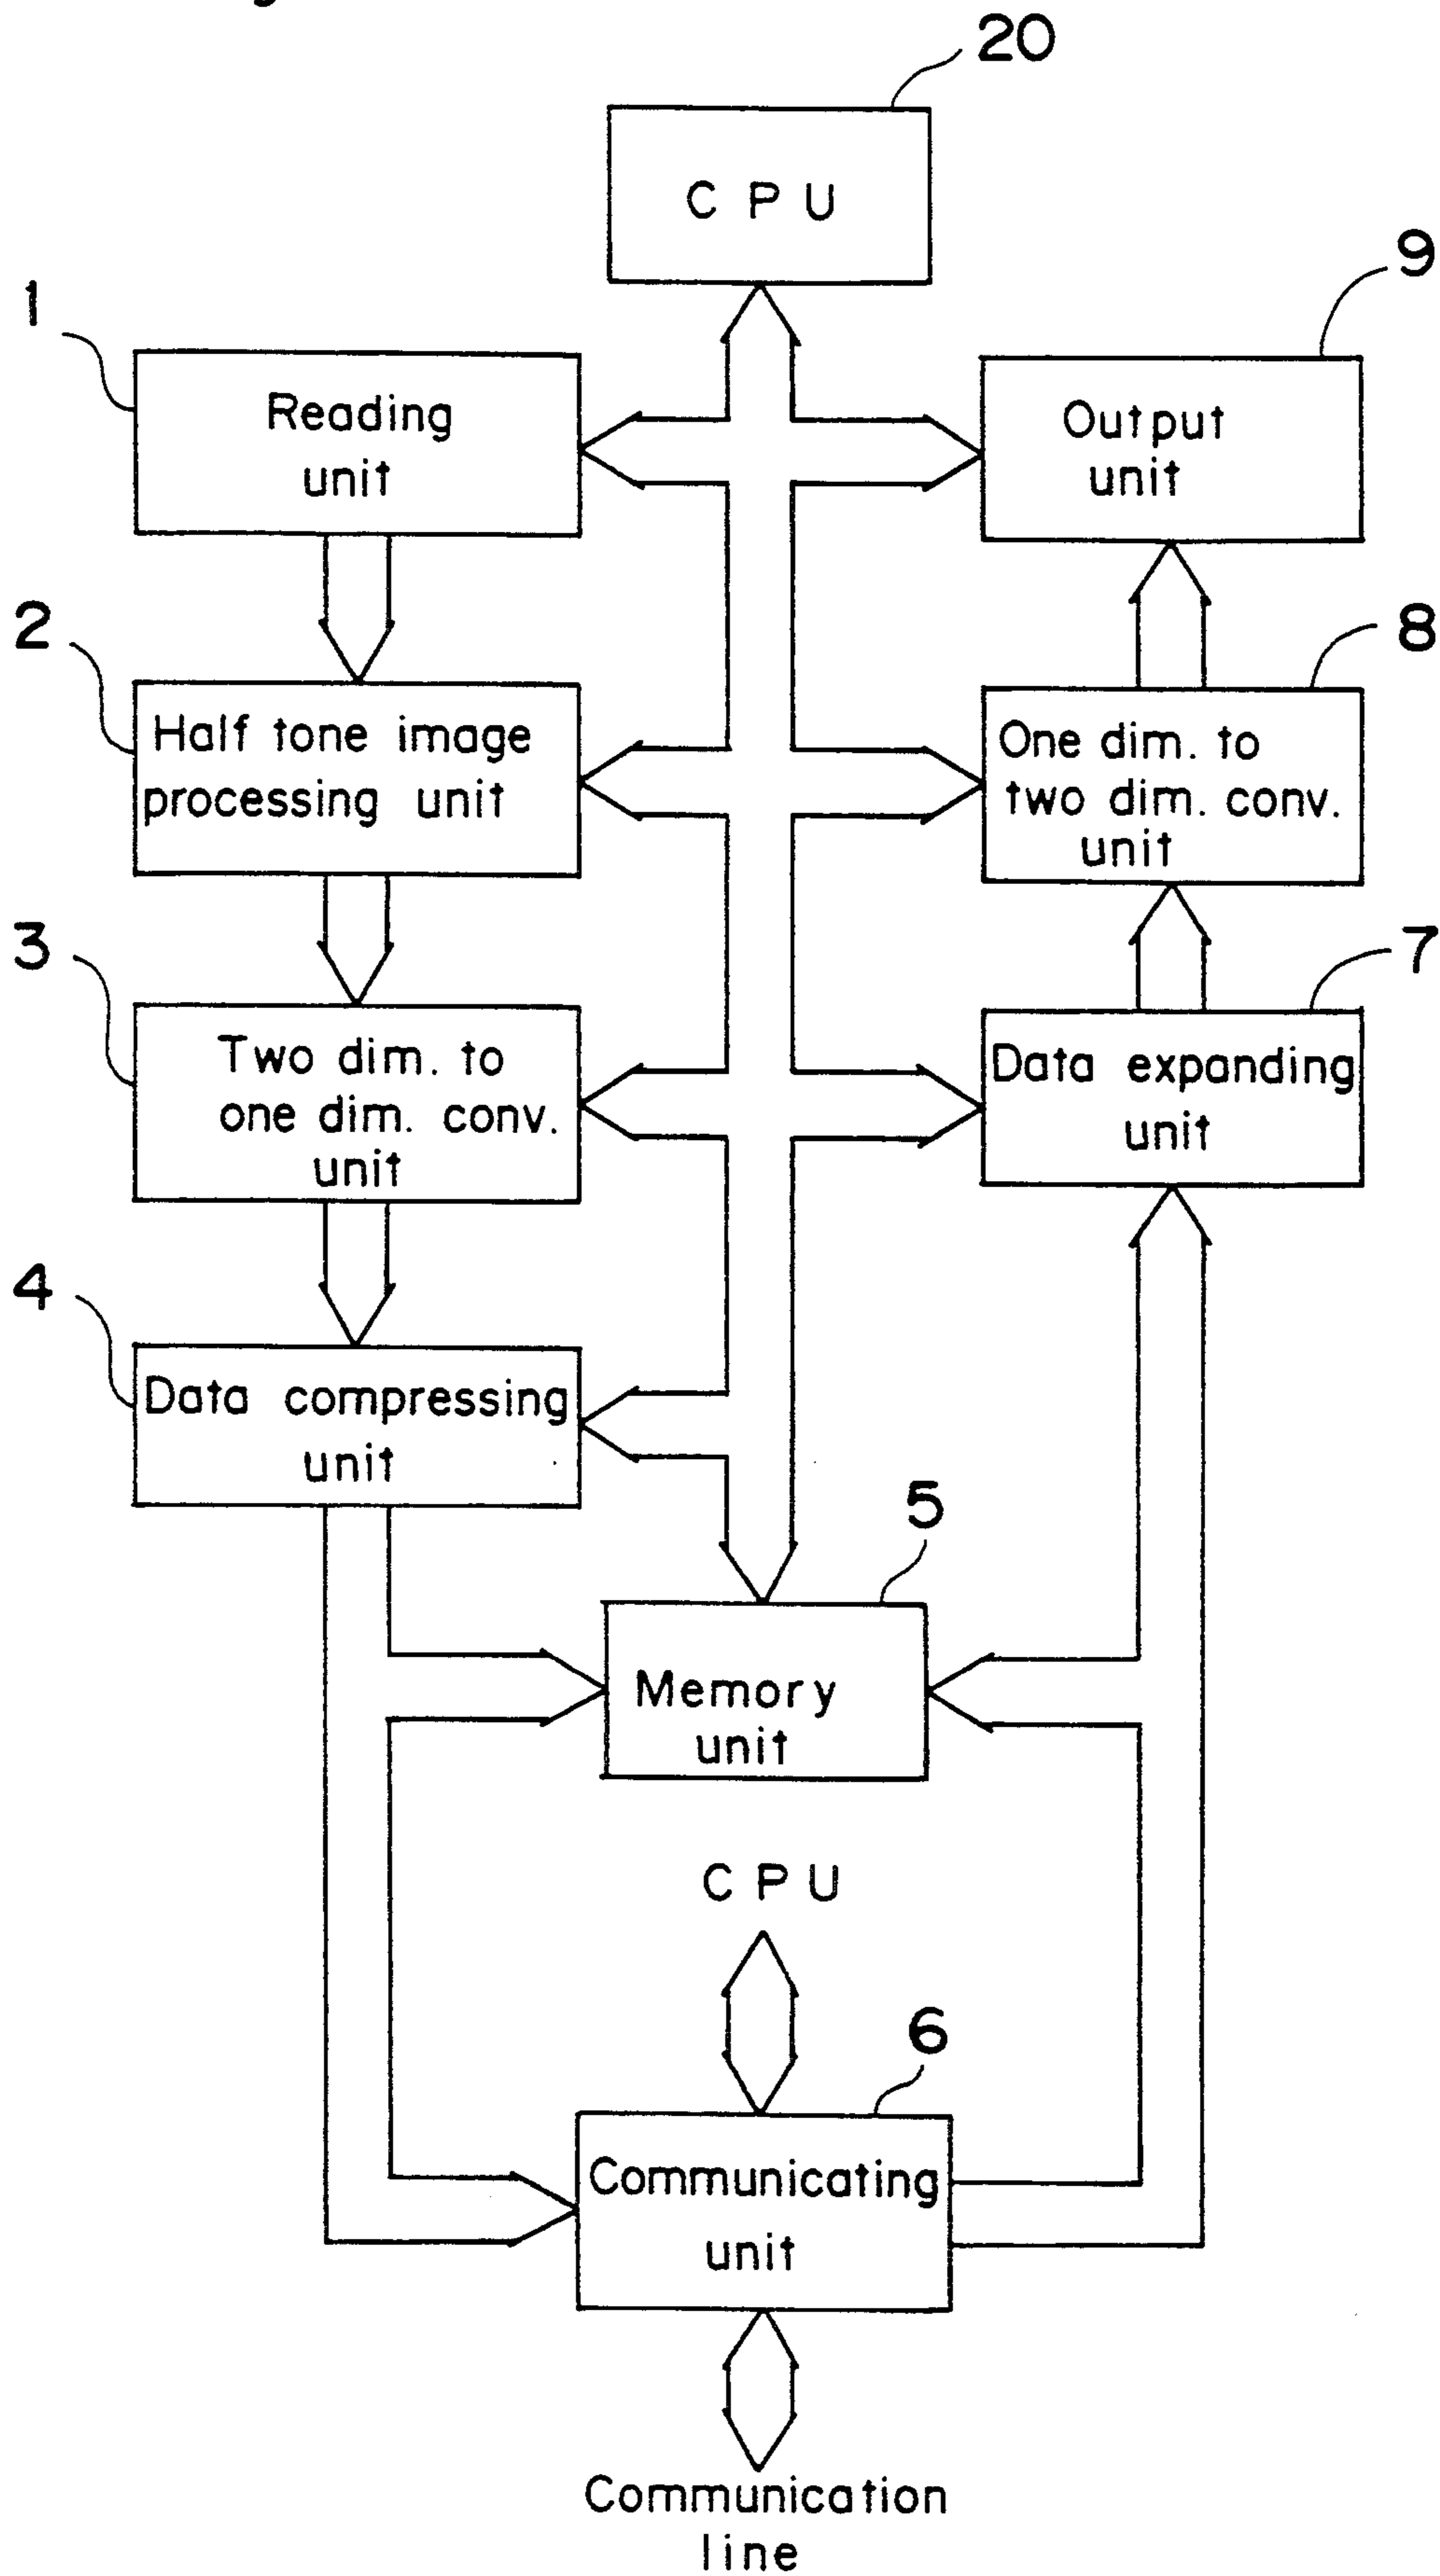 20
C P U
1
Reading
unit
9
Output
unit
2
Half tone image
processing unit
8
One dim. to
two dim. conv.
unit
3
Two dim. to
one dim. conv.
unit
7
Data expanding
unit
4
Data compressing
unit
5
Memory
unit
C P U
6
Communicating
unit
Communication
line